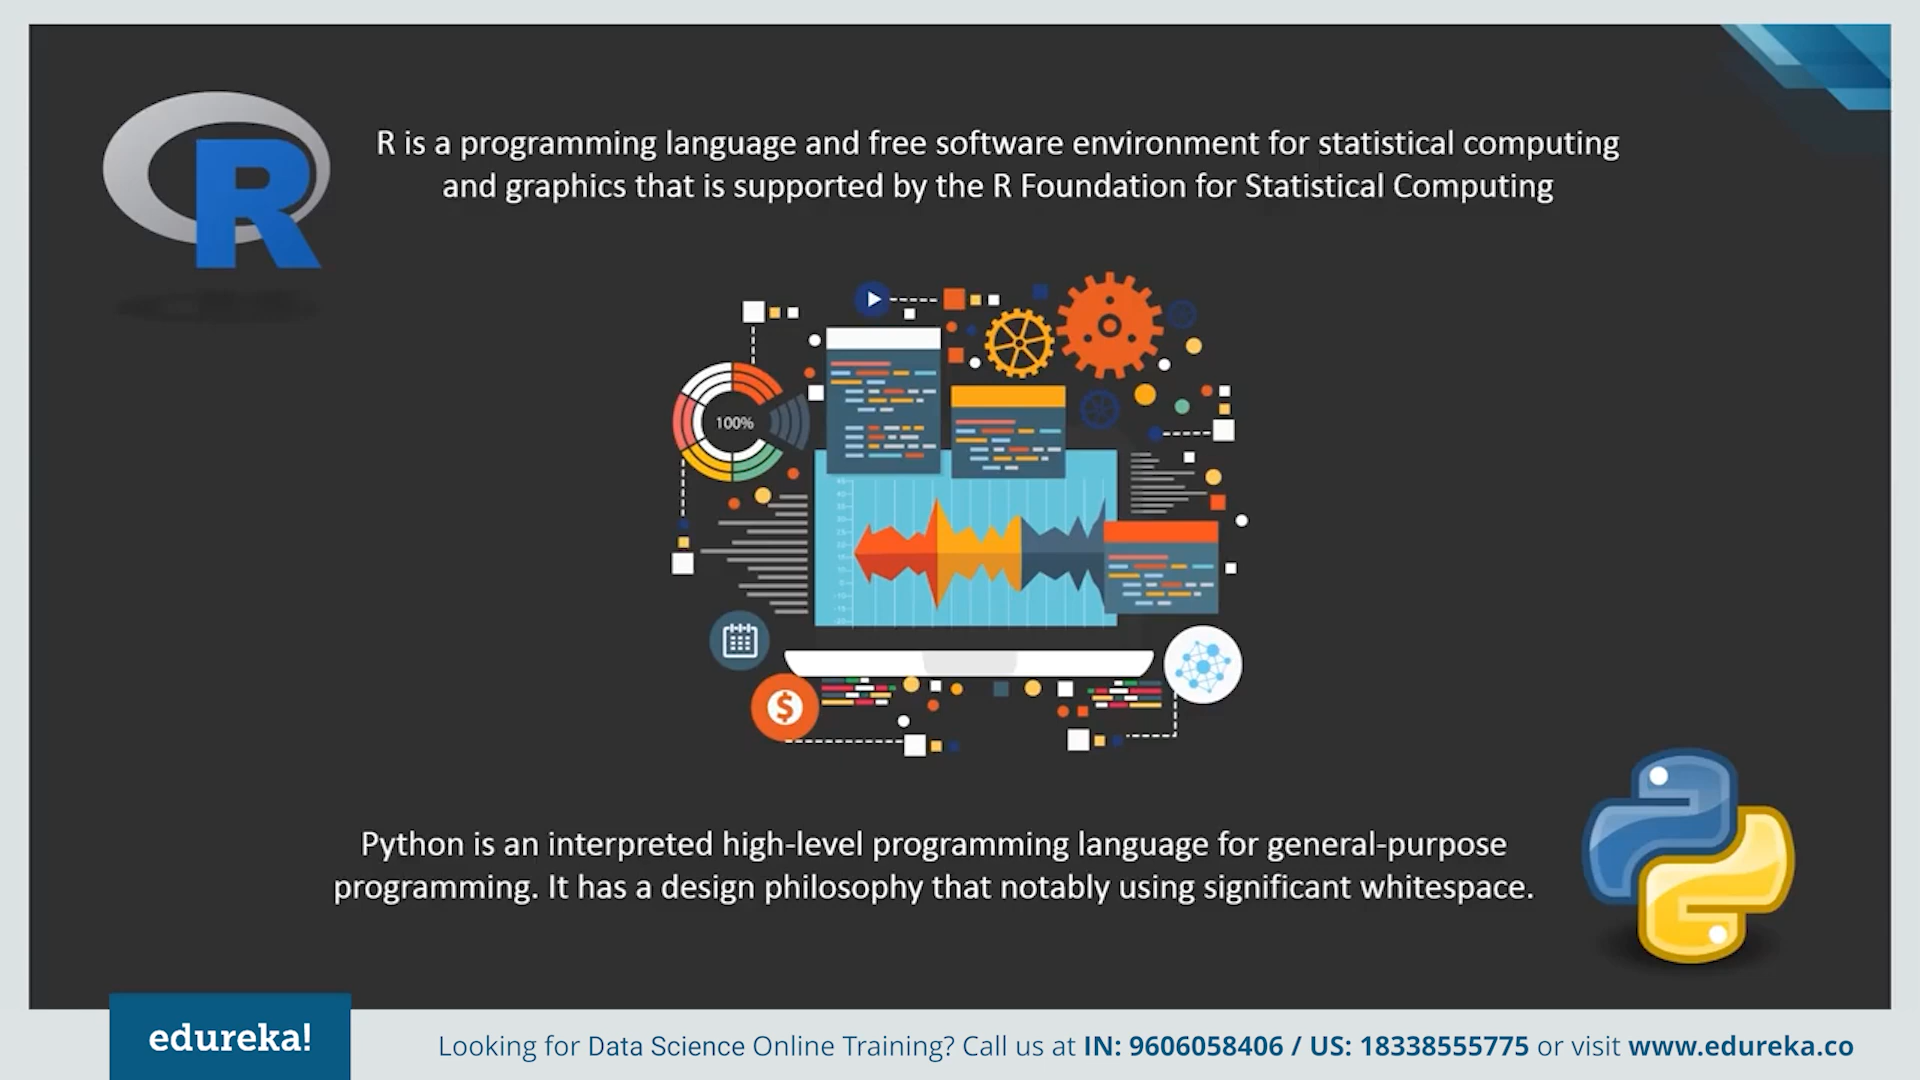 R is a programming language and free software environment for statistical computing
and graphics that is supported by the R Foundation for Statistical Computing
100%
Python is an interpreted high-level programming language for general-purpose
programming. It has a design philosophy that notably using significant whitespace.
edureka!
Looking for Data Science Online Training? Call us at IN: 9606058406 / US: 18338555775 or visit www.edureka.co